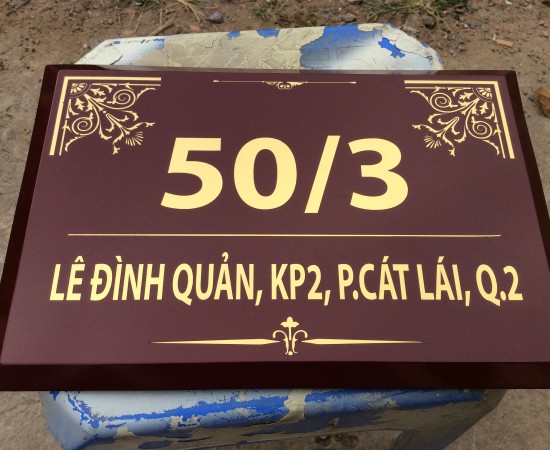 50/3
LÊ ĐÌNH QUẢN, KP2, P.CÁT LÁI, Q.2